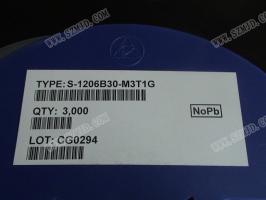 TYPE: S-1206B30-M3T1G
QTY: 3,000
NoPb
LOT: CG0294